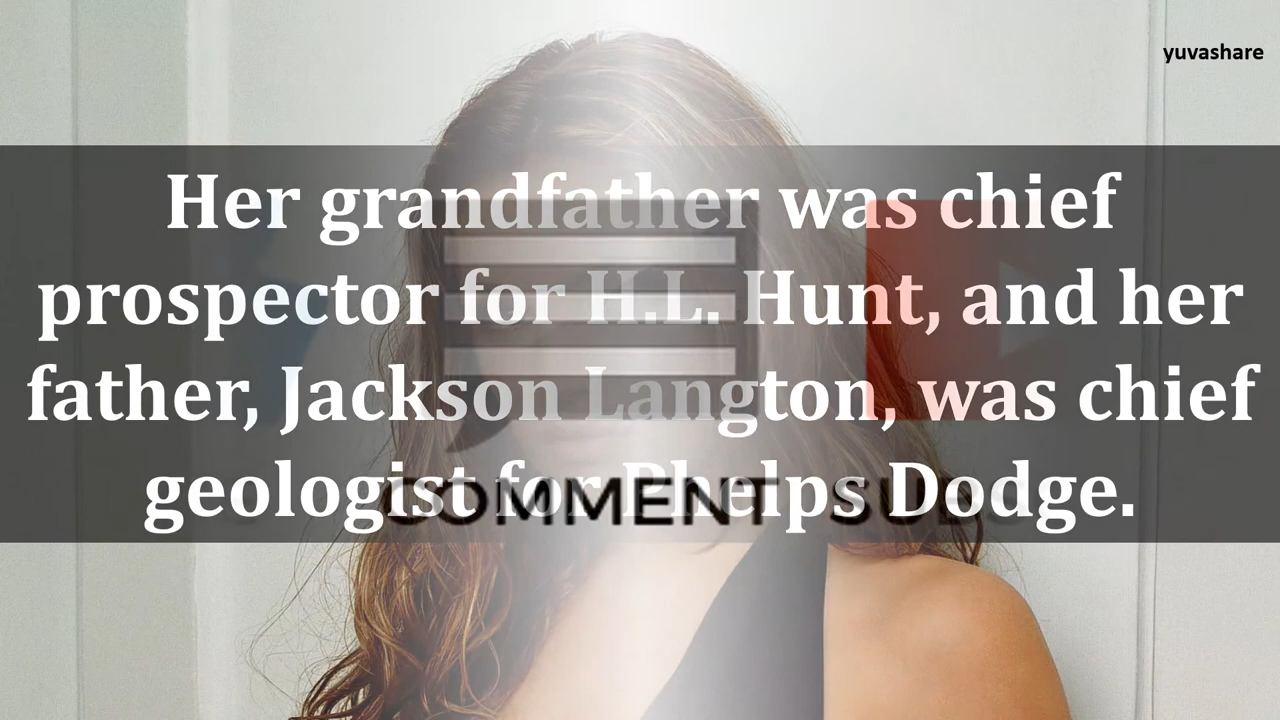 yuvashare
Her grandfather was chief
prospector for H.L. Hunt, and her
father, Jackson Langton, was chief
geologist for Phelps Dodge.
COMMENT